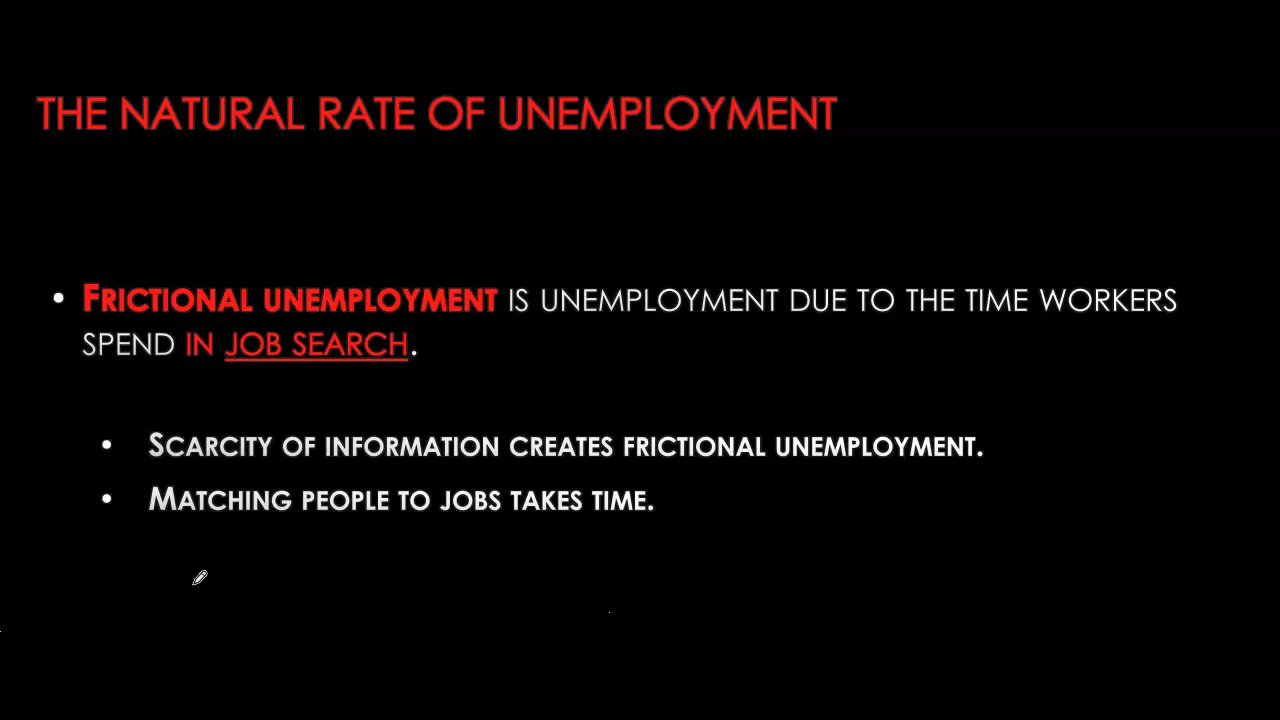 THE NATURAL RATE OF UNEMPLOYMENT
• FRICTIONAL UNEMPLOYMENT IS UNEMPLOYMENT DUE TO THE TIME WORKERS
SPEND IN JOB SEARCH.
• SCARCITY OF INFORMATION CREATES FRICTIONAL UNEMPLOYMENT.
• MATCHING PEOPLE TO JOBS TAKES TIME.